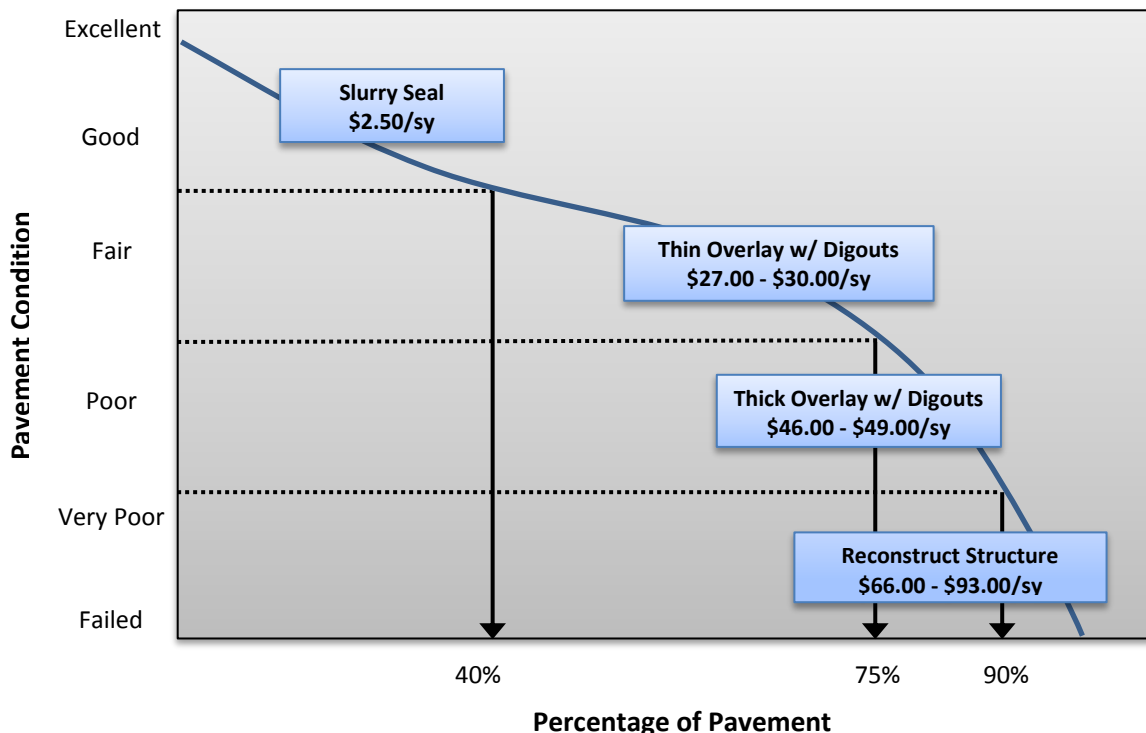 Excellent
Slurry Seal
$2.50/sy
Good
Fair
Thin Overlay w/ Digouts
$27.00 - $30.00/sy
Pavement Condition
Poor
Thick Overlay w/ Digouts
$46.00 - $49.00/sy
Very Poor
Reconstruct Structure
$66.00 - $93.00/sy
Failed
40%
75%
90%
Percentage of Pavement